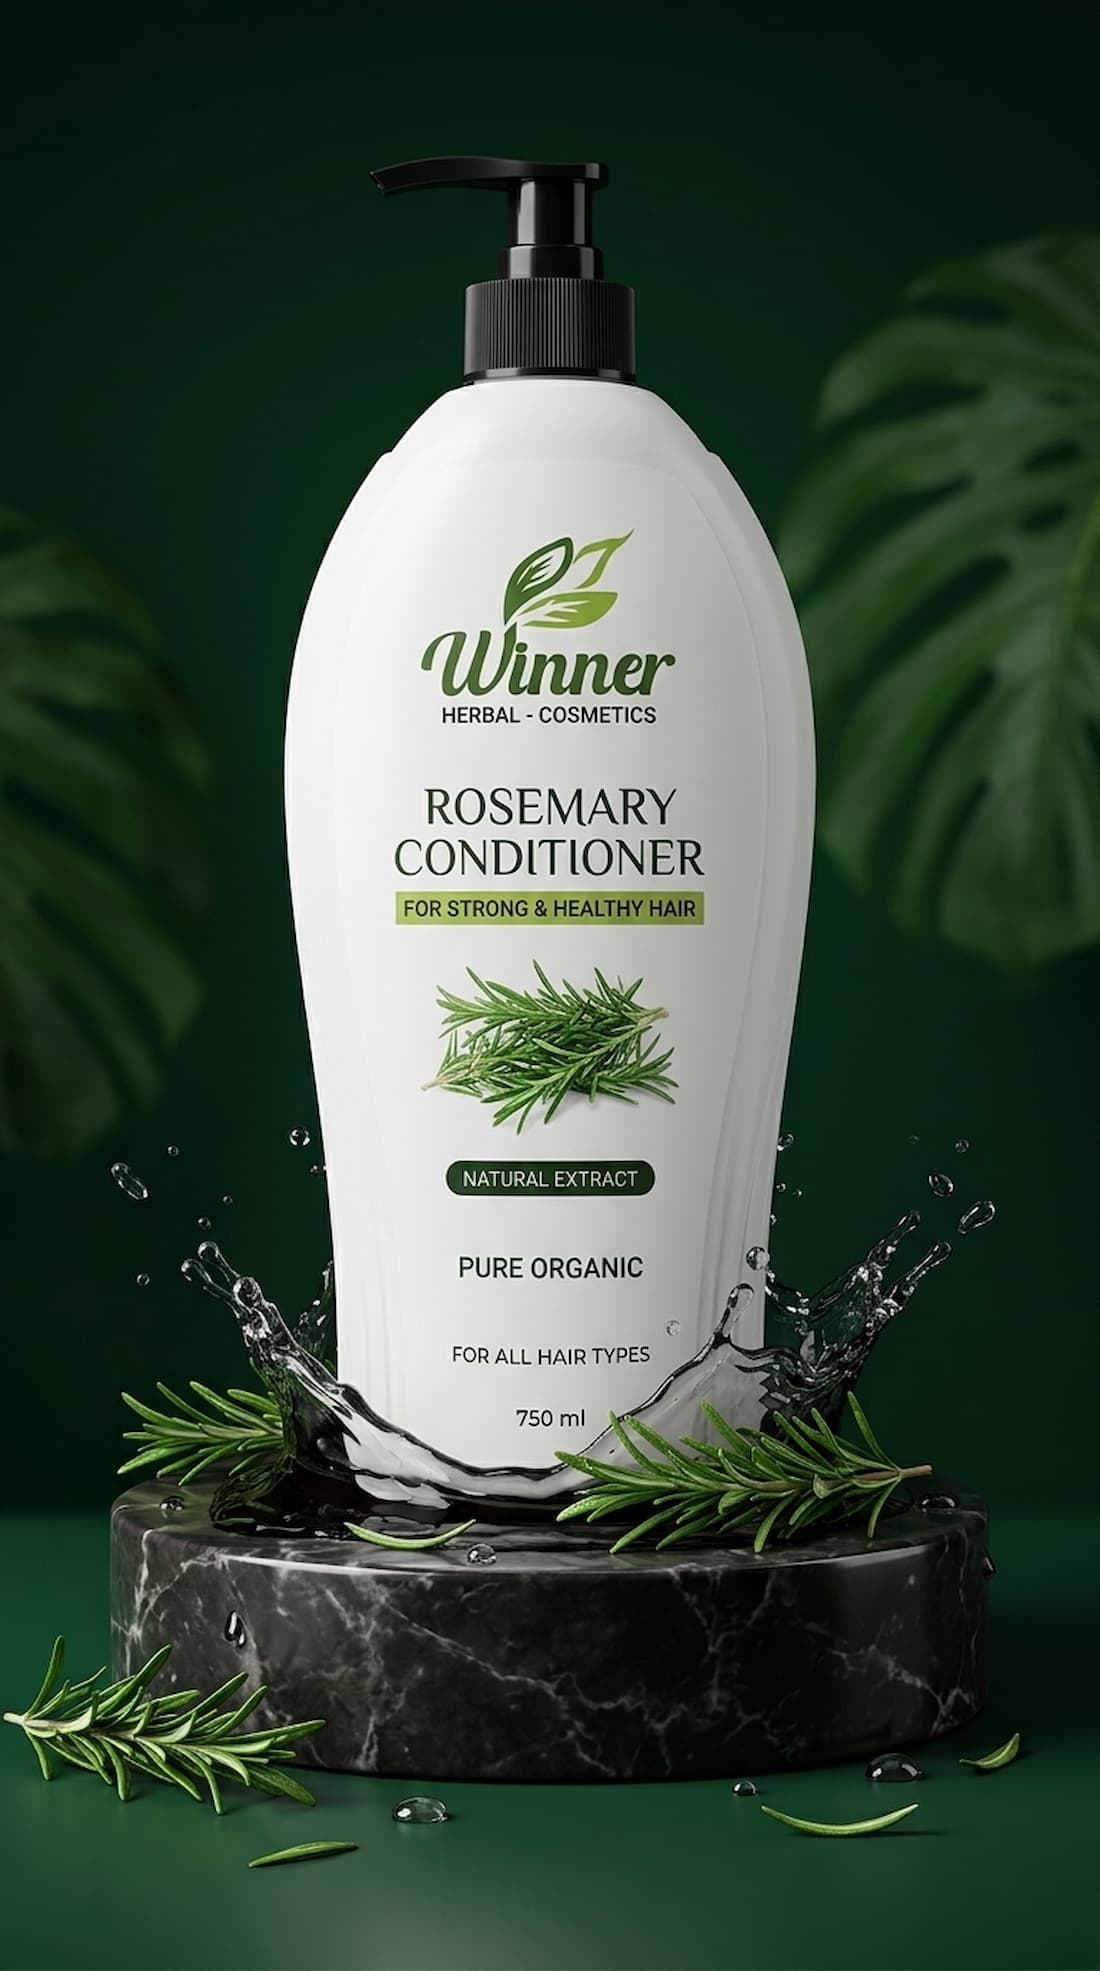 Winner
HERBAL - COSMETICS
ROSEMARY
CONDITIONER
FOR STRONG & HEALTHY HAIR
NATURAL EXTRACT
PURE ORGANIC
FOR ALL HAIR TYPES
750 ml